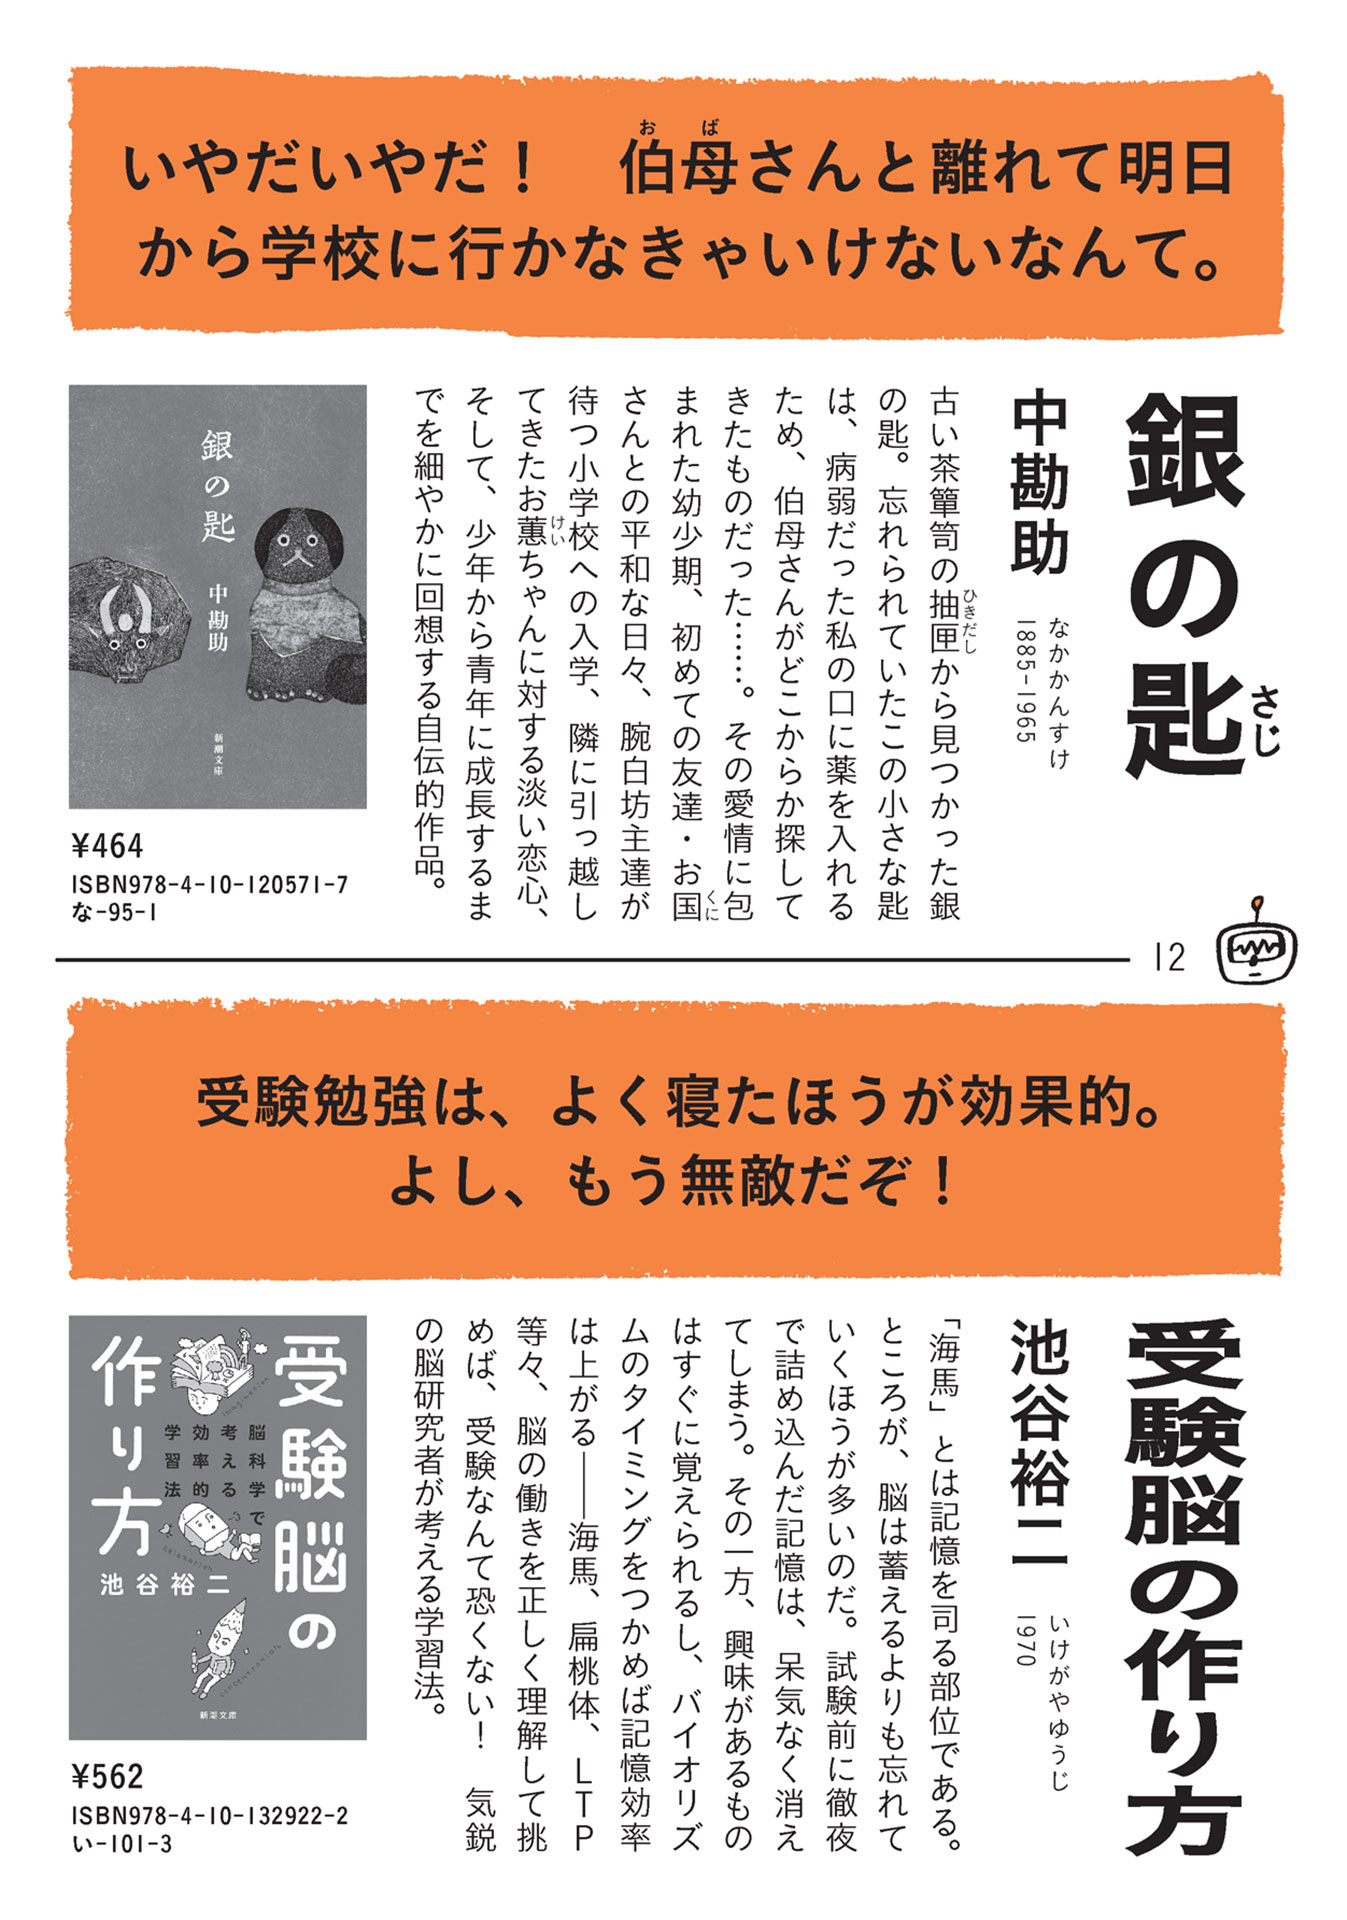 いやだいやだ！　伯母さんと離れて明日
おば
から学校に行かなきゃいけないなんて。
銀の匙
さじ
中勘助
なかかんすけ
1885-1965
古い茶簞笥の抽匣から見つかった銀
ひきだし
の匙。忘れられていたこの小さな匙
は、病弱だった私の口に薬を入れる
ため、伯母さんがどこからか探して
きたものだった……。その愛情に包
まれた幼少期、初めての友達・お国
くに
さんとの平和な日々、腕白坊主達が
待つ小学校への入学、隣に引っ越し
てきたお蕙ちゃんに対する淡い恋心、
けい
そして、少年から青年に成長するま
でを細やかに回想する自伝的作品。
銀の匙
中勘助
新潮文庫
¥464
ISBN978-4-10-120571-7
な-95-1
12
受験勉強は、よく寝たほうが効果的。
よし、もう無敵だぞ！
受験脳の作り方
池谷裕二
いけがやゆうじ
1970
「海馬」とは記憶を司る部位である。
ところが、脳は蓄えるよりも忘れて
いくほうが多いのだ。試験前に徹夜
で詰め込んだ記憶は、呆気なく消え
てしまう。その一方、興味があるもの
はすぐに覚えられるし、バイオリズ
ムのタイミングをつかめば記憶効率
は上がる――海馬、扁桃体、LTP
等々、脳の働きを正しく理解して挑
めば、受験なんて恐くない！　気鋭
の脳研究者が考える学習法。
受験脳の
作り方
脳科学で
考える
効率的
学習法
imagination
relaxation
concentration
池谷裕二
新潮文庫
¥562
ISBN978-4-10-132922-2
い-101-3